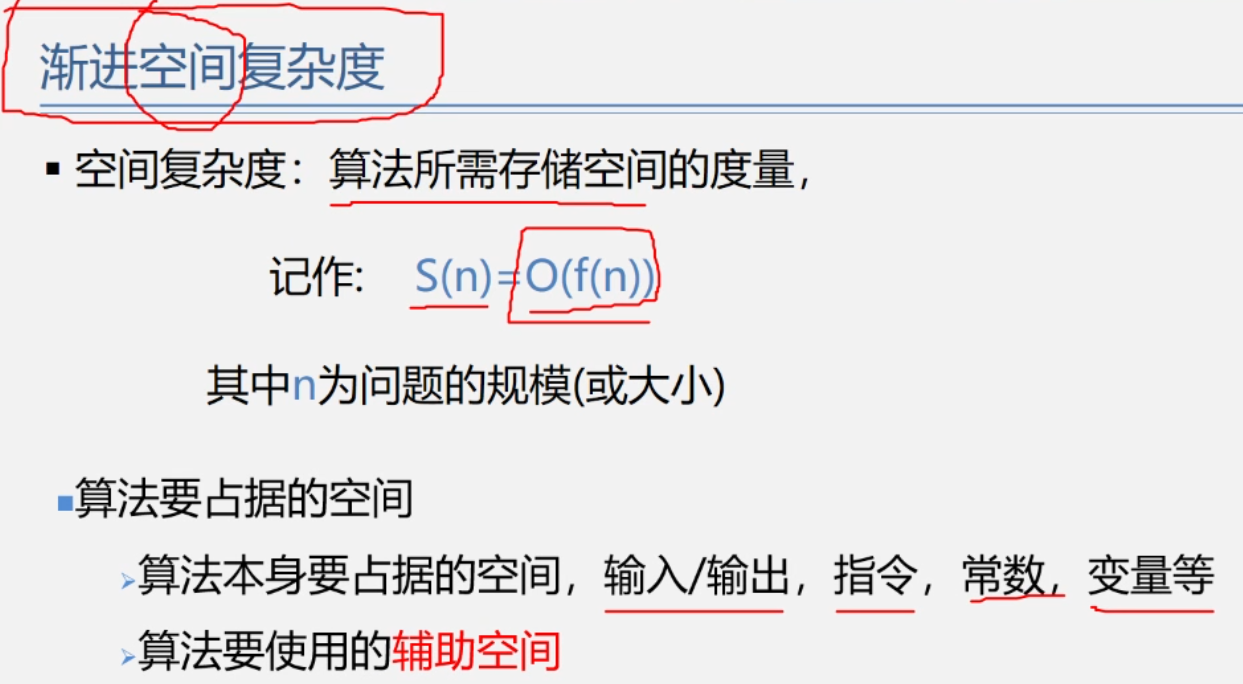 渐进空间复杂度
▪ 空间复杂度：算法所需存储空间的度量，
记作: S(n)=O(f(n))
其中n为问题的规模(或大小)
▪算法要占据的空间
➢算法本身要占据的空间，输入/输出，指令，常数，变量等
➢算法要使用的辅助空间